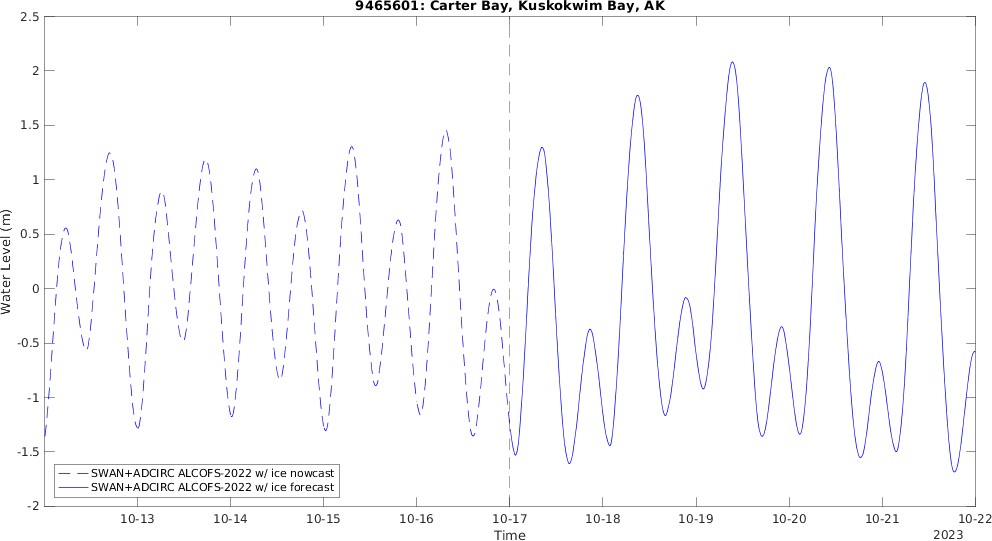 9465601: Carter Bay, Kuskokwim Bay, AK
2.5
2
1.5
1
0.5
0
-0.5
-1
-1.5
-2
Water Level (m)
SWAN+ADCIRC ALCOFS-2022 w/ ice nowcast
SWAN+ADCIRC ALCOFS-2022 w/ ice forecast
10-13 10-14 10-15 10-16 10-17 10-18 10-19 10-20 10-21 10-22
Time
2023